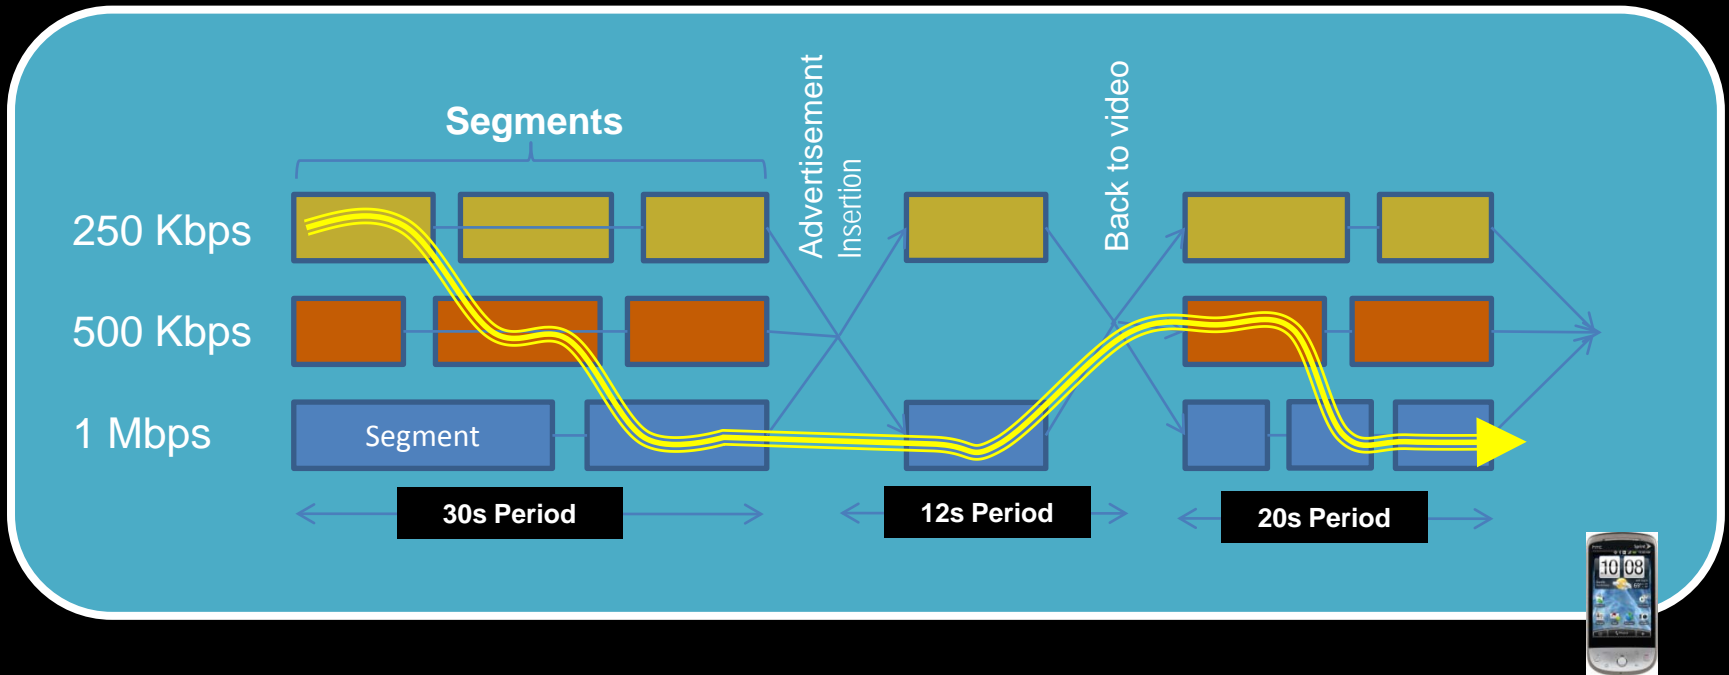 Segments
Advertisement
Insertion
Back to video
250 Kbps
500 Kbps
1 Mbps
Segment
30s Period
12s Period
20s Period
10 08